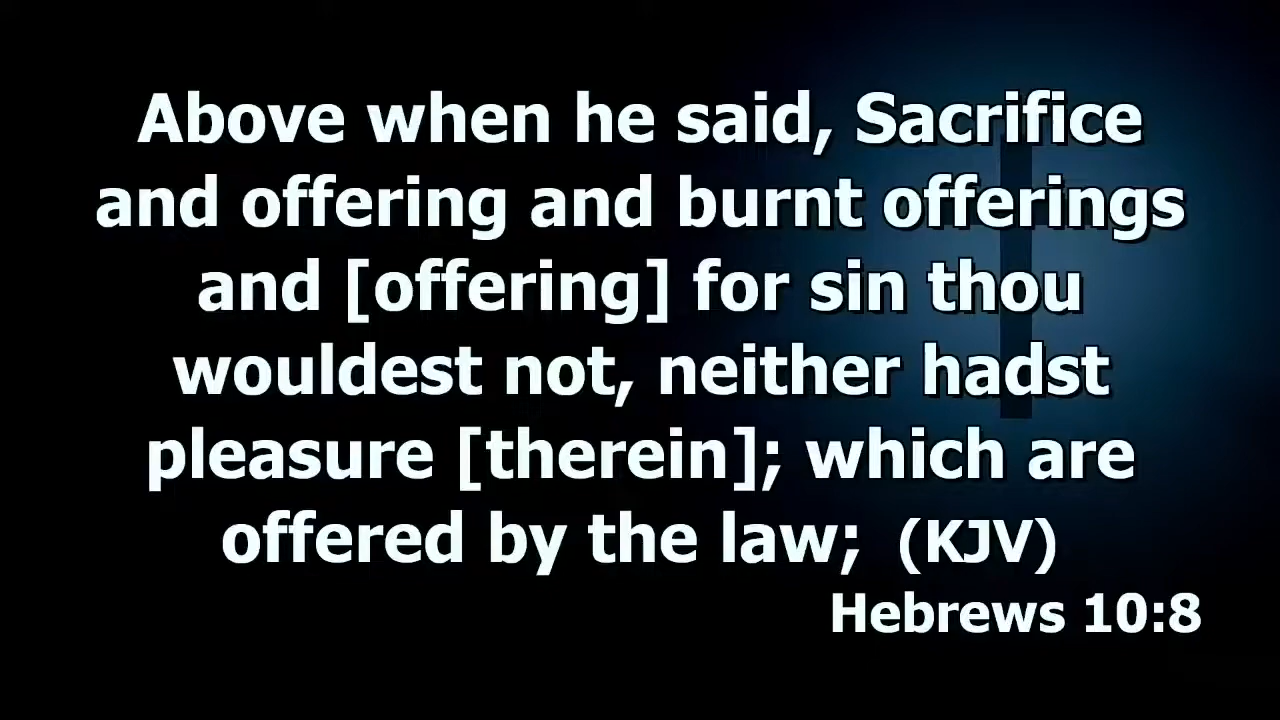 Above when he said, Sacrifice
and offering and burnt offerings
and [offering] for sin thou
wouldest not, neither hadst
pleasure [therein]; which are
offered by the law; (KJV)
Hebrews 10:8